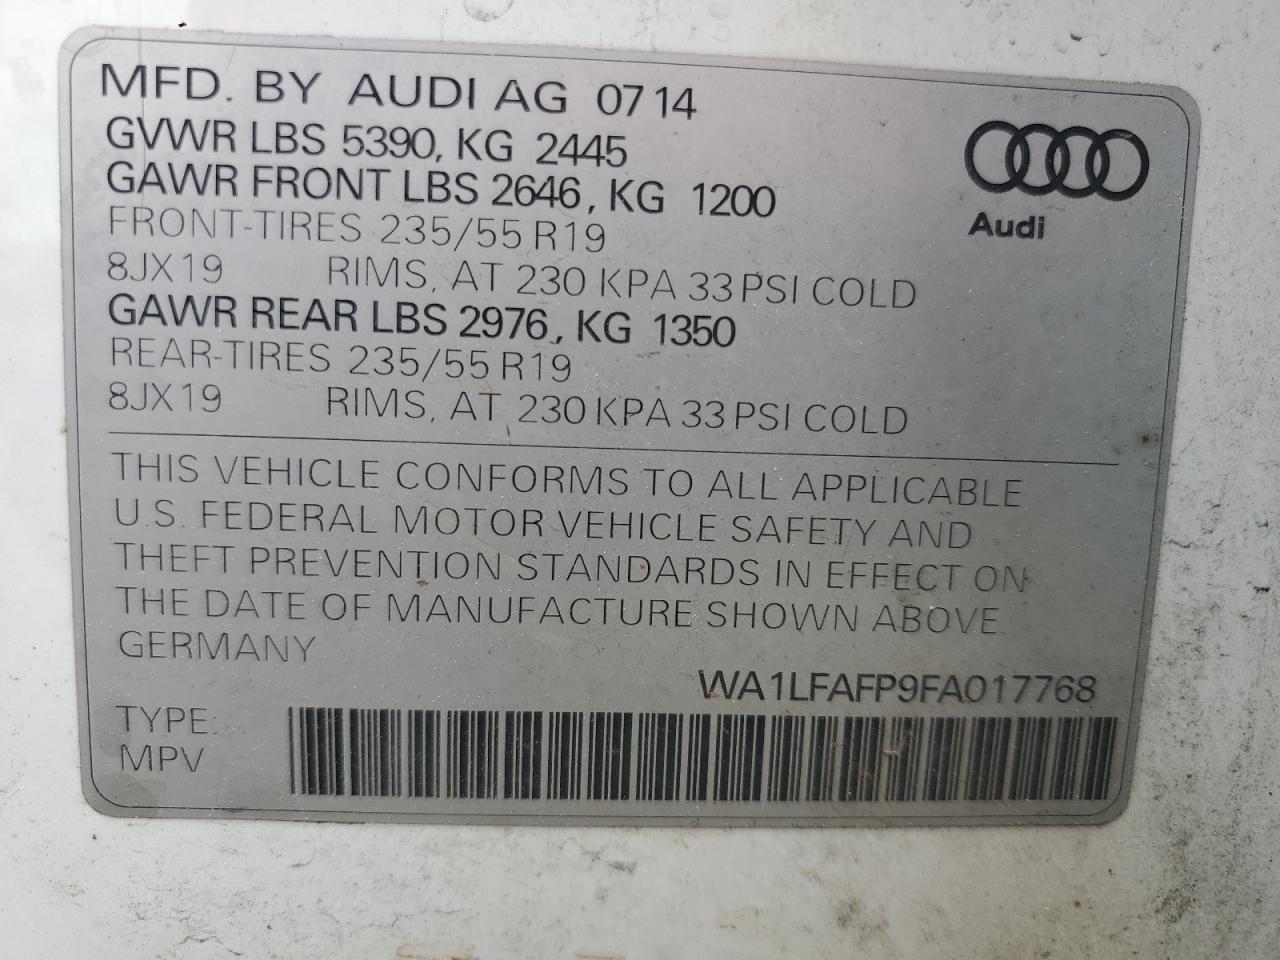 MFD. BY AUDI AG 07 14
GVWR LBS 5390, KG 2445
GAWR FRONT LBS 2646, KG 1200
FRONT-TIRES 235/55 R19
8JX19 RIMS, AT 230 KPA 33 PSI COLD
GAWR REAR LBS 2976, KG 1350
REAR-TIRES 235/55 R19
8JX19 RIMS, AT 230 KPA 33 PSI COLD
Audi
THIS VEHICLE CONFORMS TO ALL APPLICABLE
U.S. FEDERAL MOTOR VEHICLE SAFETY AND
THEFT PREVENTION STANDARDS IN EFFECT ON
THE DATE OF MANUFACTURE SHOWN ABOVE.
GERMANY
WA1LFAFP9FA017768
TYPE:
MPV